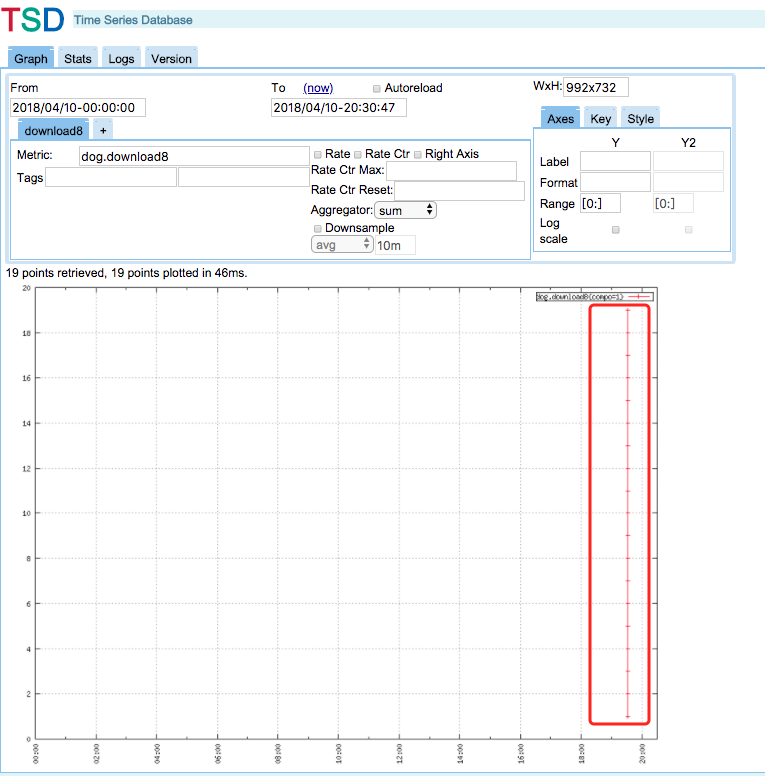 TSD Time Series Database
Graph Stats Logs Version
From To (now) Autoreload WxH: 992x732
2018/04/10-00:00:00 2018/04/10-20:30:47
download8 + Axes Key Style
Metric: dog.download8 Rate Rate Ctr Right Axis Y Y2
Tags Rate Ctr Max: Label
Rate Ctr Reset: Format
Aggregator: sum Range [0:] [0:]
Downsample Log scale
avg 10m
19 points retrieved, 19 points plotted in 46ms.
dog.download8{compo=1}
20
18
16
14
12
10
8
6
4
2
0
00:00 02:00 04:00 06:00 08:00 10:00 12:00 14:00 16:00 18:00 20:00